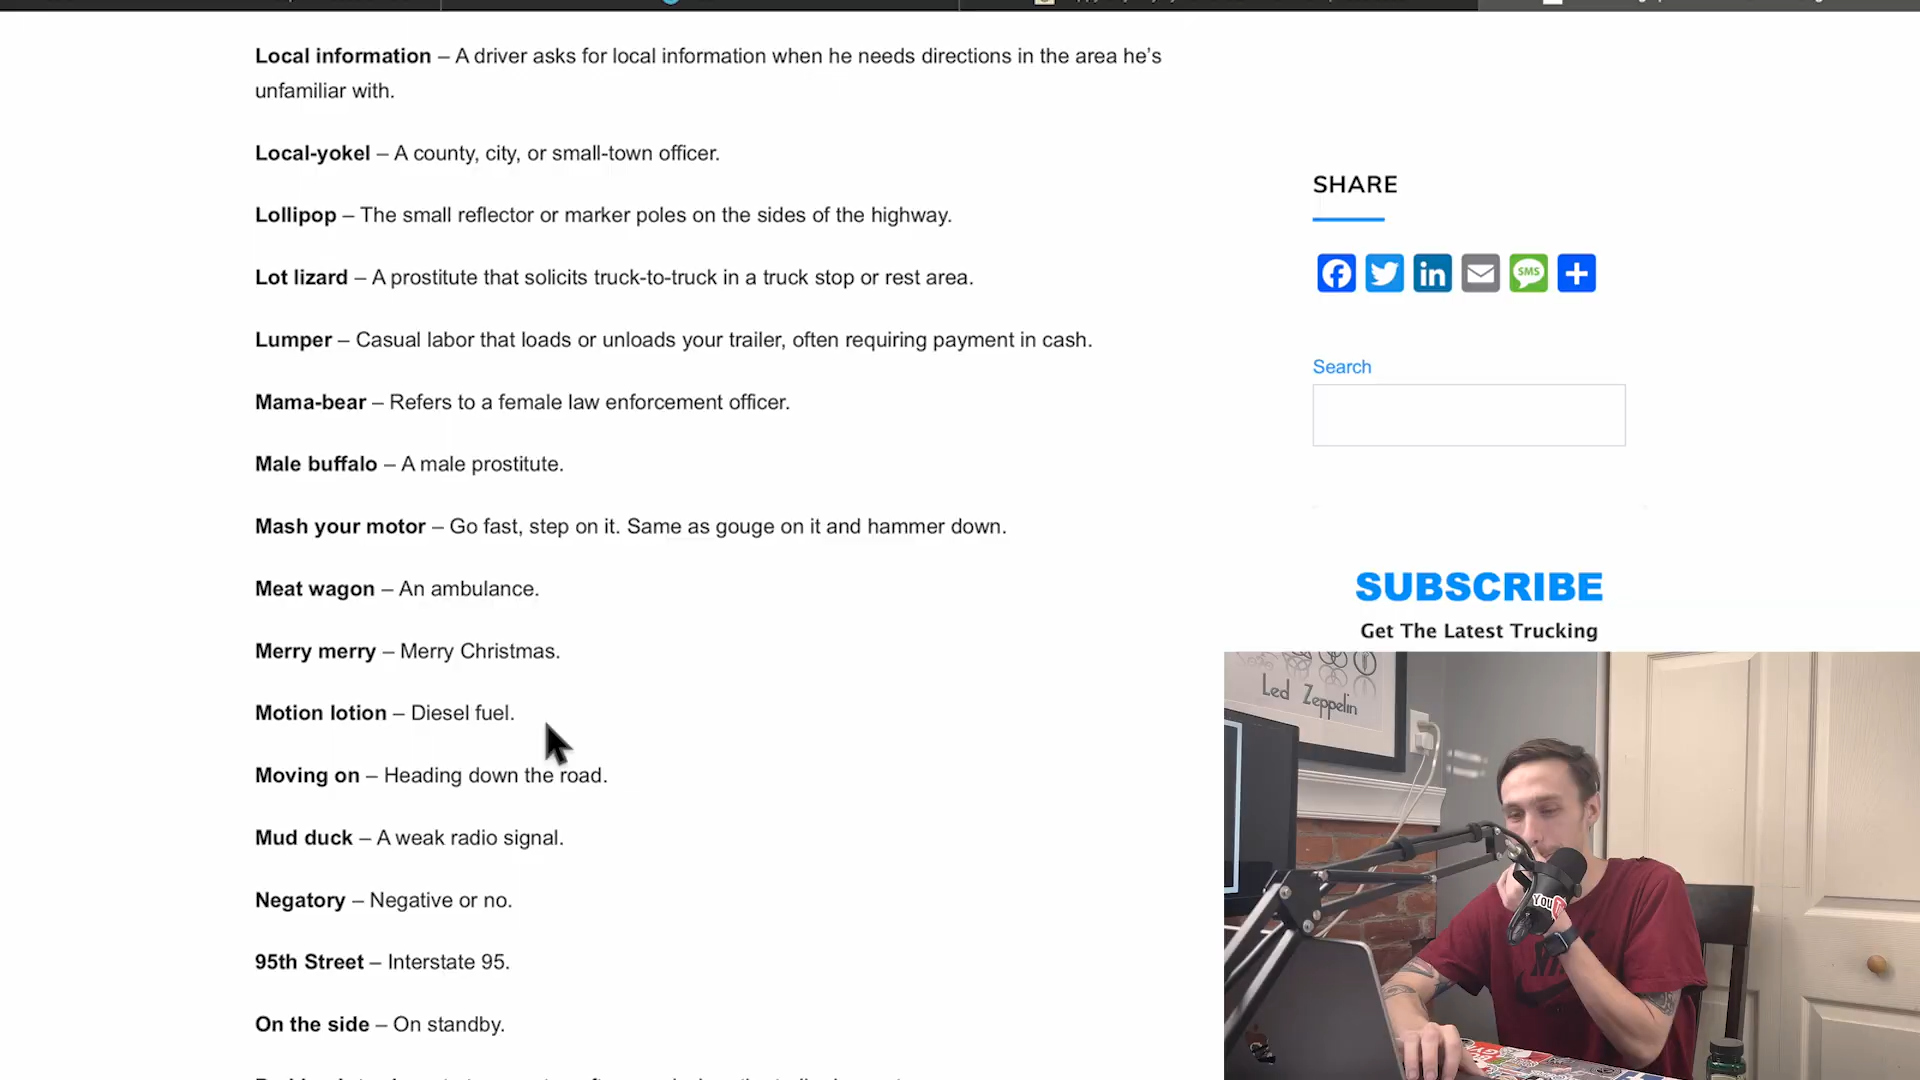 Local information – A driver asks for local information when he needs directions in the area he’s
unfamiliar with.
Local-yokel – A county, city, or small-town officer.
Lollipop – The small reflector or marker poles on the sides of the highway.
Lot lizard – A prostitute that solicits truck-to-truck in a truck stop or rest area.
Lumper – Casual labor that loads or unloads your trailer, often requiring payment in cash.
Mama-bear – Refers to a female law enforcement officer.
Male buffalo – A male prostitute.
Mash your motor – Go fast, step on it. Same as gouge on it and hammer down.
Meat wagon – An ambulance.
Merry merry – Merry Christmas.
Motion lotion – Diesel fuel.
Moving on – Heading down the road.
Mud duck – A weak radio signal.
Negatory – Negative or no.
95th Street – Interstate 95.
On the side – On standby.
SHARE
SMS
Search
SUBSCRIBE
Get The Latest Trucking
Led Zeppelin